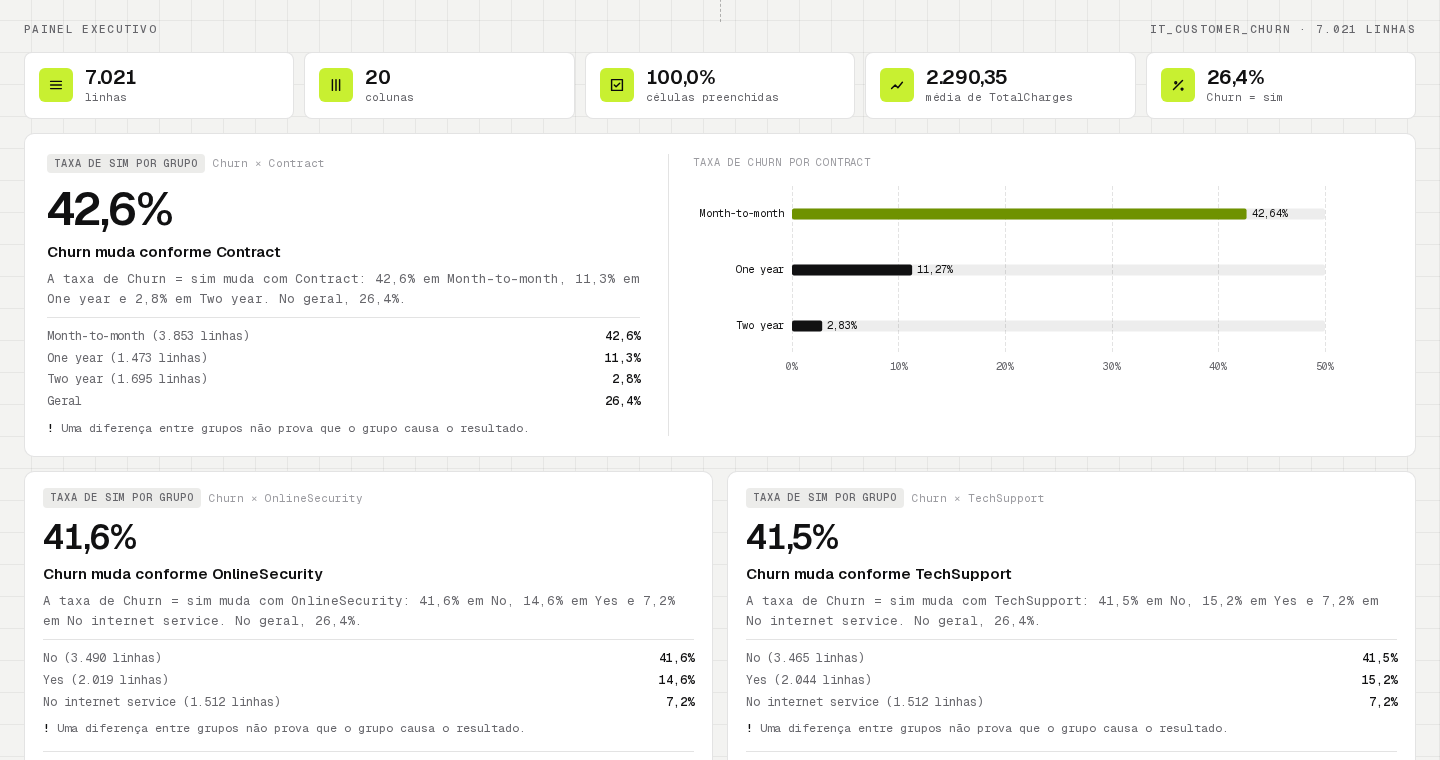 PAINEL EXECUTIVO
IT_CUSTOMER_CHURN · 7.021 LINHAS
7.021
linhas
20
colunas
100,0%
células preenchidas
2.290,35
média de TotalCharges
26,4%
Churn = sim
TAXA DE SIM POR GRUPO Churn × Contract
42,6%
Churn muda conforme Contract
A taxa de Churn = sim muda com Contract: 42,6% em Month-to-month, 11,3% em
One year e 2,8% em Two year. No geral, 26,4%.
Month-to-month (3.853 linhas) 42,6%
One year (1.473 linhas) 11,3%
Two year (1.695 linhas) 2,8%
Geral 26,4%
! Uma diferença entre grupos não prova que o grupo causa o resultado.
TAXA DE CHURN POR CONTRACT
Month-to-month 42,64%
One year 11,27%
Two year 2,83%
0% 10% 20% 30% 40% 50%
TAXA DE SIM POR GRUPO Churn × OnlineSecurity
41,6%
Churn muda conforme OnlineSecurity
A taxa de Churn = sim muda com OnlineSecurity: 41,6% em No, 14,6% em Yes e 7,2%
em No internet service. No geral, 26,4%.
No (3.490 linhas) 41,6%
Yes (2.019 linhas) 14,6%
No internet service (1.512 linhas) 7,2%
! Uma diferença entre grupos não prova que o grupo causa o resultado.
TAXA DE SIM POR GRUPO Churn × TechSupport
41,5%
Churn muda conforme TechSupport
A taxa de Churn = sim muda com TechSupport: 41,5% em No, 15,2% em Yes e 7,2% em
No internet service. No geral, 26,4%.
No (3.465 linhas) 41,5%
Yes (2.044 linhas) 15,2%
No internet service (1.512 linhas) 7,2%
! Uma diferença entre grupos não prova que o grupo causa o resultado.